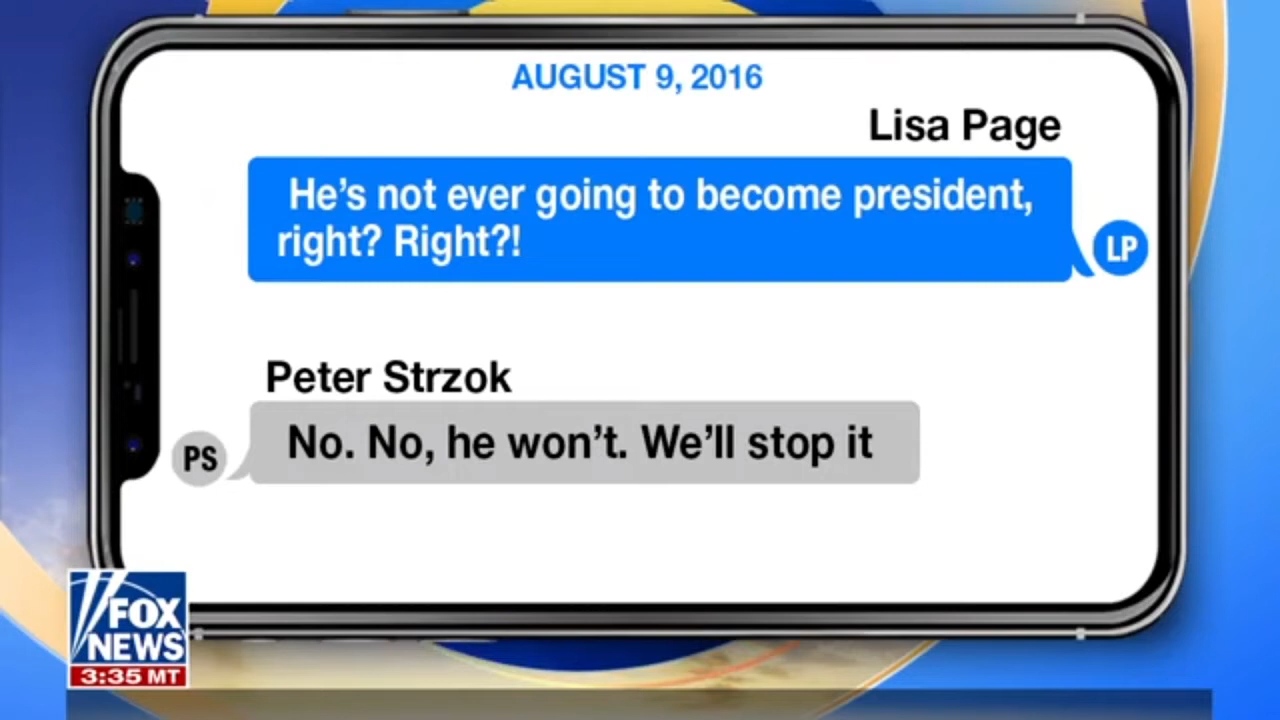 AUGUST 9, 2016
Lisa Page
He's not ever going to become president,
right? Right?!
LP
Peter Strzok
No. No, he won't. We'll stop it
PS
FOX
NEWS
3:35 MT